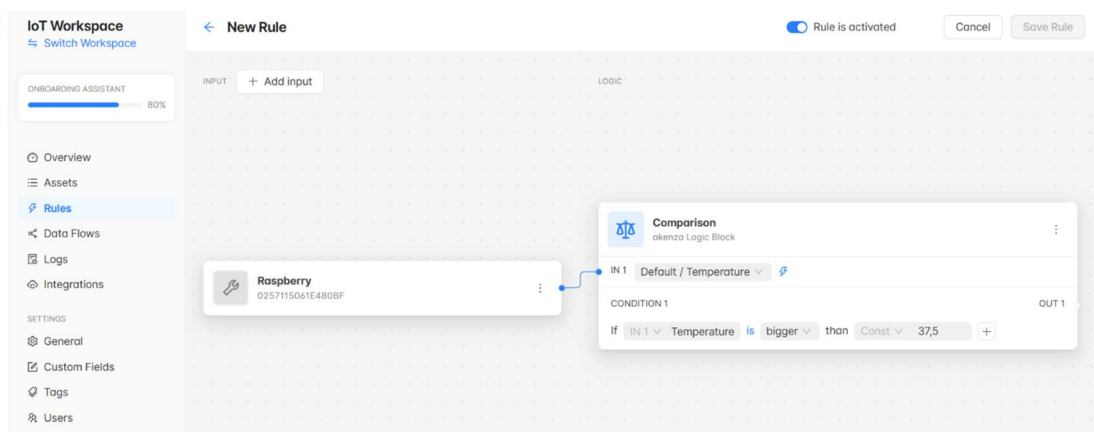 IoT Workspace
Switch Workspace
ONBOARDING ASSISTANT
80%
Overview
Assets
Rules
Data Flows
Logs
Integrations
SETTINGS
General
Custom Fields
Tags
Users
New Rule
Rule is activated
Cancel
Save Rule
INPUT
+ Add input
LOGIC
Raspberry
0257115061E480BF
Comparison
akenza Logic Block
IN 1 Default / Temperature
CONDITION 1
OUT 1
If IN 1 Temperature is bigger than Const 37,5 +